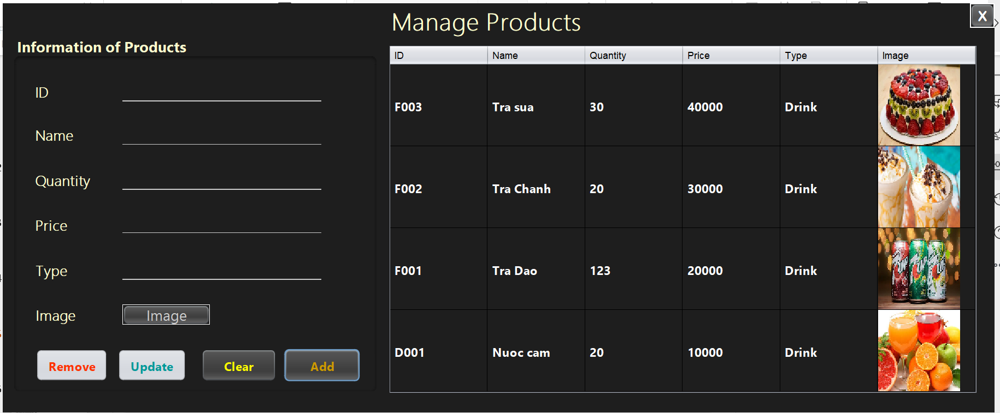 Manage Products
X
Information of Products
ID
Name
Quantity
Price
Type
Image
Image
Remove Update Clear Add
ID Name Quantity Price Type Image
F003 Tra sua 30 40000 Drink
F002 Tra Chanh 20 30000 Drink
F001 Tra Dao 123 20000 Drink
D001 Nuoc cam 20 10000 Drink